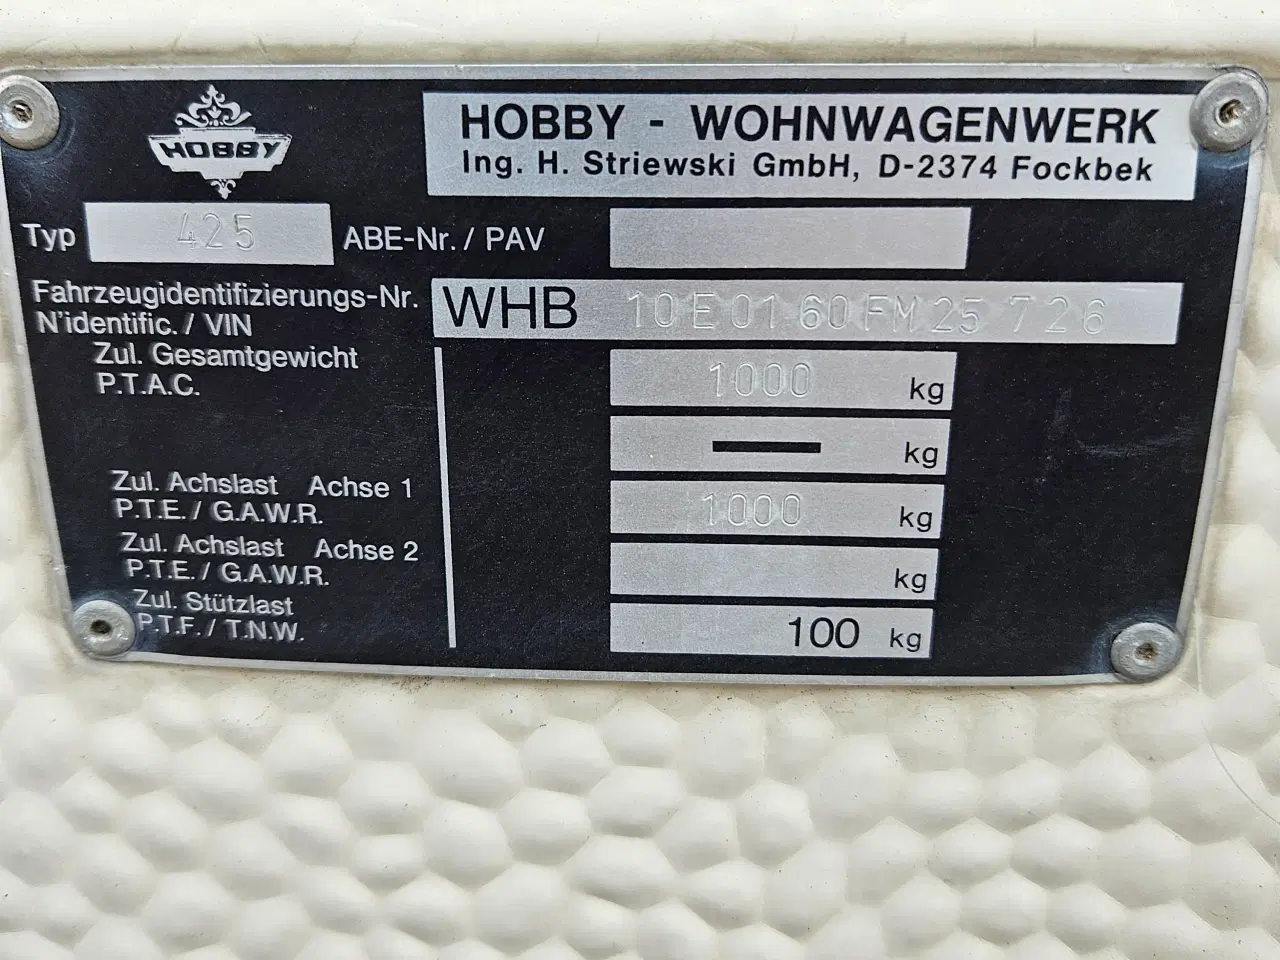 HOBBY
HOBBY - WOHNWAGENWERK
Ing. H. Striewski GmbH, D-2374 Fockbek
Typ 425 ABE-Nr. / PAV
Fahrzeugidentifizierungs-Nr.
N'identific. / VIN
WHB 10E0160FM25726
Zul. Gesamtgewicht
P.T.A.C.
1000 kg
— kg
Zul. Achslast Achse 1
P.T.E. / G.A.W.R.
1000 kg
Zul. Achslast Achse 2
P.T.E. / G.A.W.R.
kg
Zul. Stützlast
P.T.F. / T.N.W.
100 kg